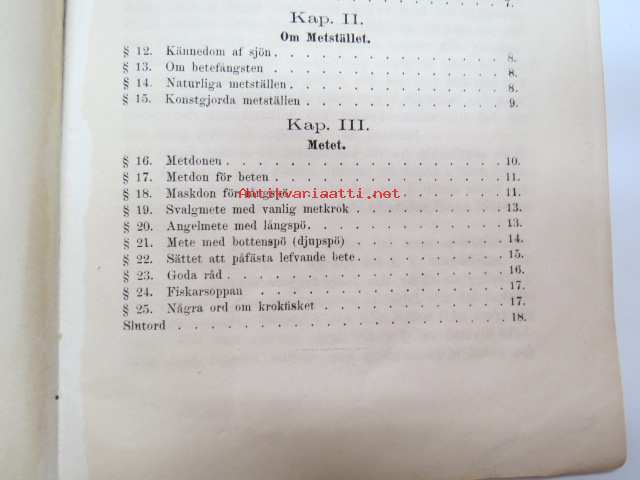 7.
Kap. II.
Om Metstället.
§ 12. Kännedom af sjön . . . . . . . . . . . . . 8.
§ 13. Om betefångsten . . . . . . . . . . . . . 8.
§ 14. Naturliga metställen . . . . . . . . . . . . 8.
§ 15. Konstgjorda metställen . . . . . . . . . . . 9.
Kap. III.
Metet.
§ 16. Metdonen . . . . . . . . . . . . . . . . 10.
§ 17. Metdon för beten . . . . . . . . . . . . . 11.
§ 18. Maskdon för långspö . . . . . . . . . . . 11.
Antikvariaatti.net
§ 19. Svalgmete med vanlig metkrok . . . . . . . . 13.
§ 20. Angelmete med långspö . . . . . . . . . . . 13.
§ 21. Mete med bottenspö (djupspö) . . . . . . . . 14.
§ 22. Sättet att påfästa lefvande bete . . . . . . . . 15.
§ 23. Goda råd . . . . . . . . . . . . . . . . 16.
§ 24. Fiskarsoppan . . . . . . . . . . . . . . 17.
§ 25. Några ord om krokfisket . . . . . . . . . . 17.
Slutord . . . . . . . . . . . . . . . . . . 18.